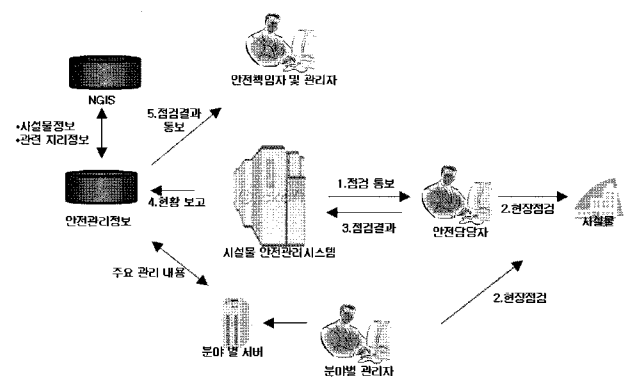 안전책임자 및 관리자
NGIS
•시설물정보
•관련 지리정보
5.점검결과
통보
안전관리정보
4.현황 보고
시설물 안전관리시스템
1.점검 통보
3.점검결과
안전담당자
2.현장점검
시설물
주요 관리 내용
2.현장점검
분야 별 서버
분야별 관리자